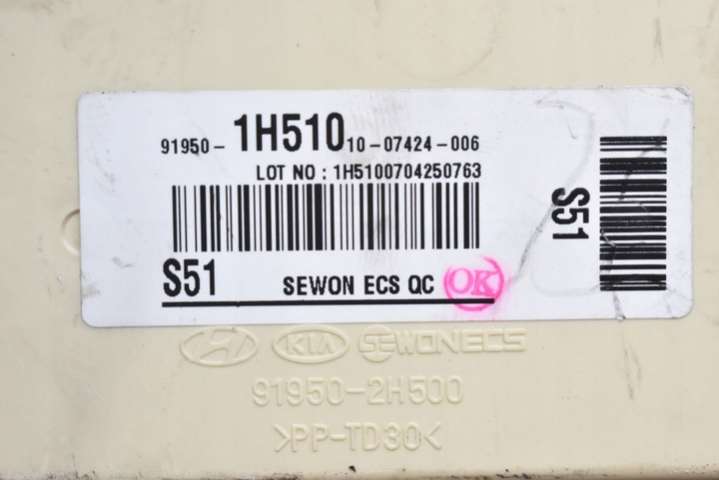 91950- 1H510 10-07424-006
LOT NO : 1H5100704250763
S51 SEWON ECS QC OK
S51
KIA SEWONECS
91950-2H500
>PP-TD30<